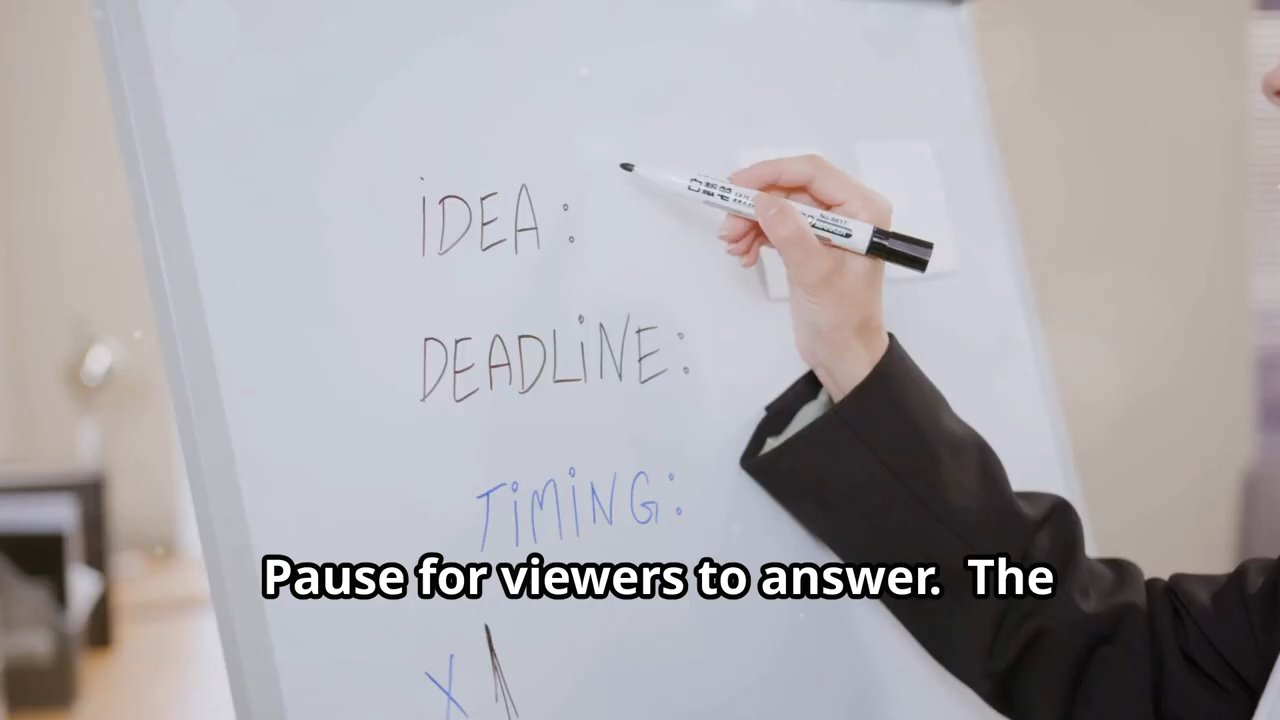 iDEA:
DEADLiNE:
TiMiNG:
Pause for viewers to answer. The
X